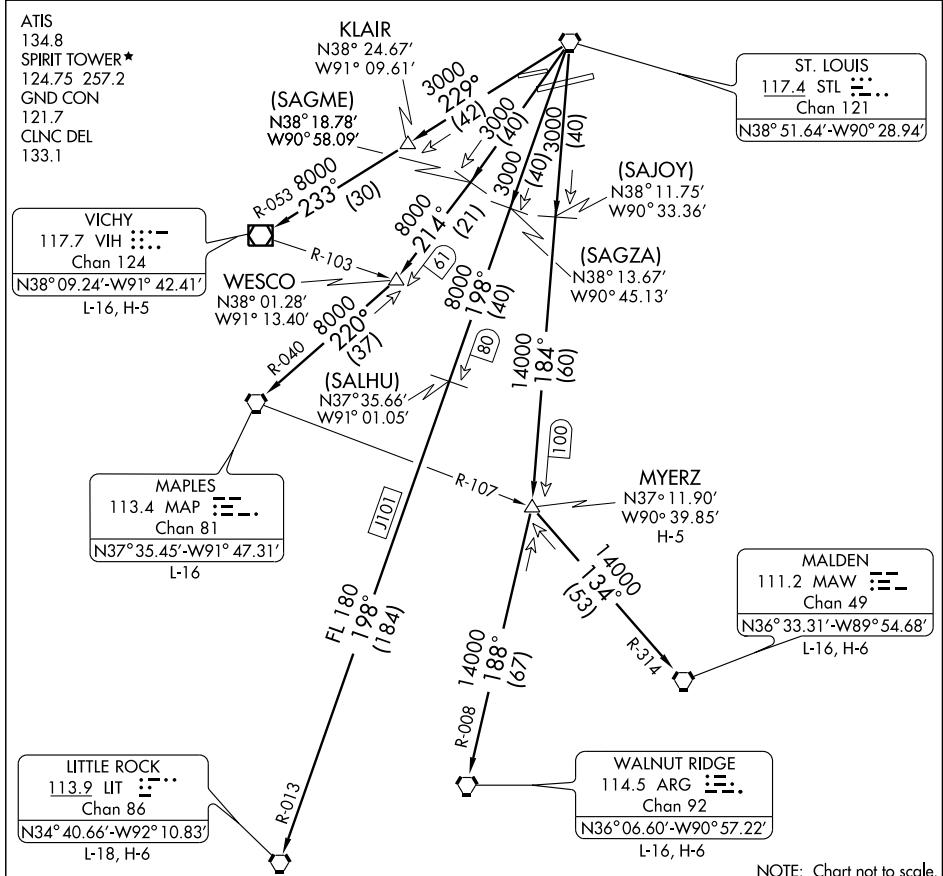 ATIS
134.8
SPIRIT TOWER★
124.75 257.2
GND CON
121.7
CLNC DEL
133.1
KLAIR
N38° 24.67′
W91° 09.61′
(SAGME)
N38° 18.78′
W90° 58.09′
ST. LOUIS
117.4 STL
Chan 121
N38° 51.64′-W90° 28.94′
3000
229°
(42)
3000
(40)
3000
(40)
3000
(40)
(SAJOY)
N38° 11.75′
W90° 33.36′
(SAGZA)
N38° 13.67′
W90° 45.13′
R-053
8000
233°
(30)
VICHY
117.7 VIH
Chan 124
N38° 09.24′-W91° 42.41′
L-16, H-5
R-103
8000
214°
(21)
61
WESCO
N38° 01.28′
W91° 13.40′
8000
220°
(37)
R-040
8000
198°
(40)
80
(SALHU)
N37° 35.66′
W91° 01.05′
14000
184°
(60)
100
MAPLES
113.4 MAP
Chan 81
N37° 35.45′-W91° 47.31′
L-16
R-107
MYERZ
N37° 11.90′
W90° 39.85′
H-5
J101
FL 180
198°
(184)
R-013
14000
134°
(53)
R-314
MALDEN
111.2 MAW
Chan 49
N36° 33.31′-W89° 54.68′
L-16, H-6
14000
188°
(67)
R-008
LITTLE ROCK
113.9 LIT
Chan 86
N34° 40.66′-W92° 10.83′
L-18, H-6
WALNUT RIDGE
114.5 ARG
Chan 92
N36° 06.60′-W90° 57.22′
L-16, H-6
NOTE: Chart not to scale.